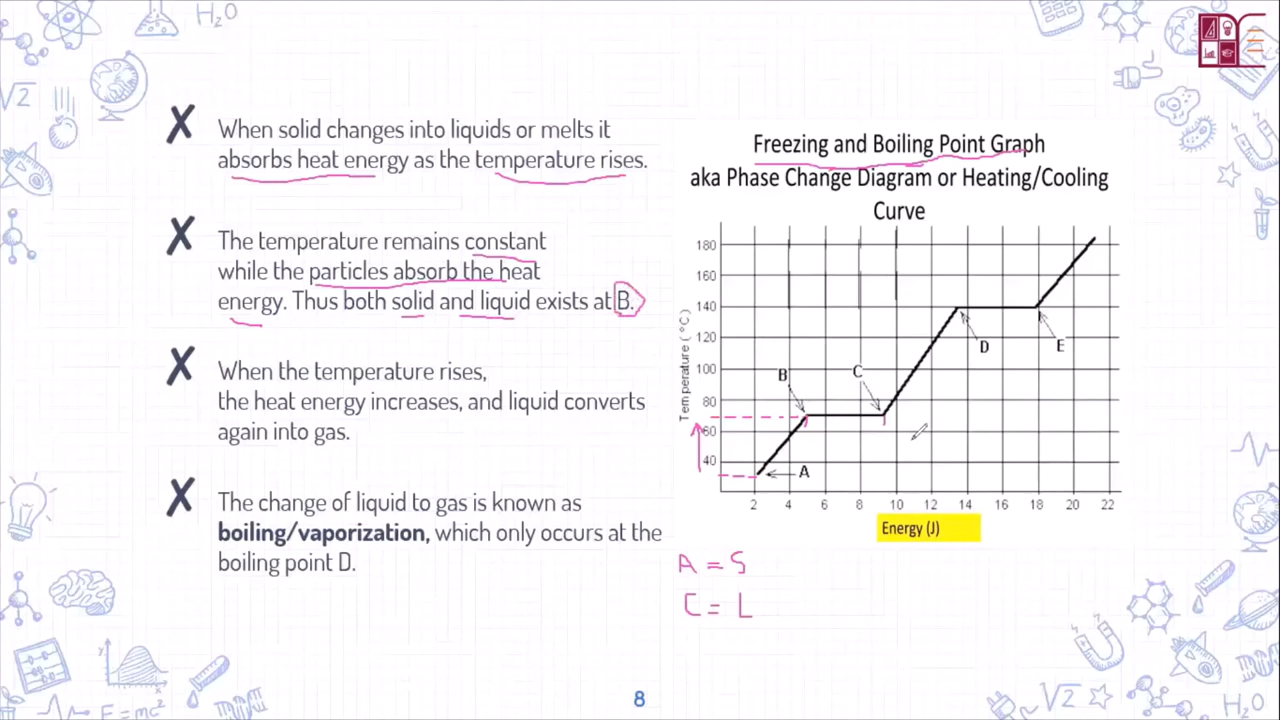 H₂O
√2
When solid changes into liquids or melts it
absorbs heat energy as the temperature rises.
The temperature remains constant
while the particles absorb the heat
energy. Thus both solid and liquid exists at B.
When the temperature rises,
the heat energy increases, and liquid converts
again into gas.
The change of liquid to gas is known as
boiling/vaporization, which only occurs at the
boiling point D.
Freezing and Boiling Point Graph
aka Phase Change Diagram or Heating/Cooling
Curve
Temperature (°C)
180
160
140
120
100
80
60
40
A
B
C
D
E
2 4 6 8 10 12 14 16 18 20 22
Energy (J)
A = S
C = L
8
y
x
E=mc²
√2
H₂O